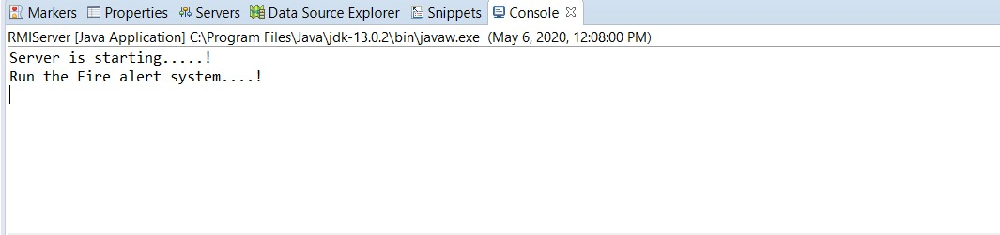 Markers Properties Servers Data Source Explorer Snippets Console
RMIServer [Java Application] C:\Program Files\Java\jdk-13.0.2\bin\javaw.exe (May 6, 2020, 12:08:00 PM)
Server is starting.....!
Run the Fire alert system....!